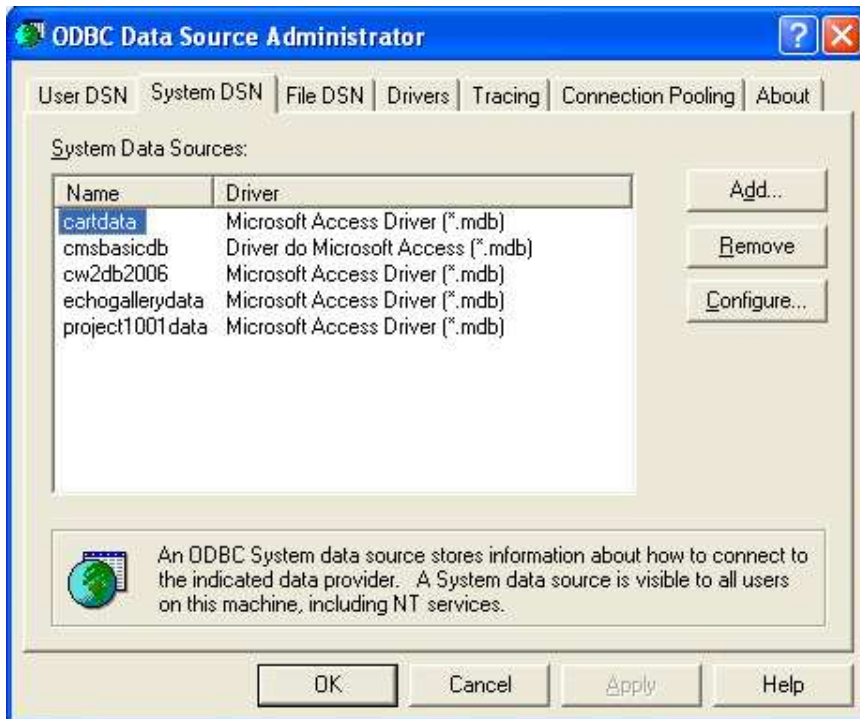 ODBC Data Source Administrator
User DSN System DSN File DSN Drivers Tracing Connection Pooling About
System Data Sources:
Name Driver
cartdata Microsoft Access Driver (*.mdb)
cmsbasicdb Driver do Microsoft Access (*.mdb)
cw2db2006 Microsoft Access Driver (*.mdb)
echogallerydata Microsoft Access Driver (*.mdb)
project1001data Microsoft Access Driver (*.mdb)
Add...
Remove
Configure...
An ODBC System data source stores information about how to connect to
the indicated data provider. A System data source is visible to all users
on this machine, including NT services.
OK Cancel Apply Help